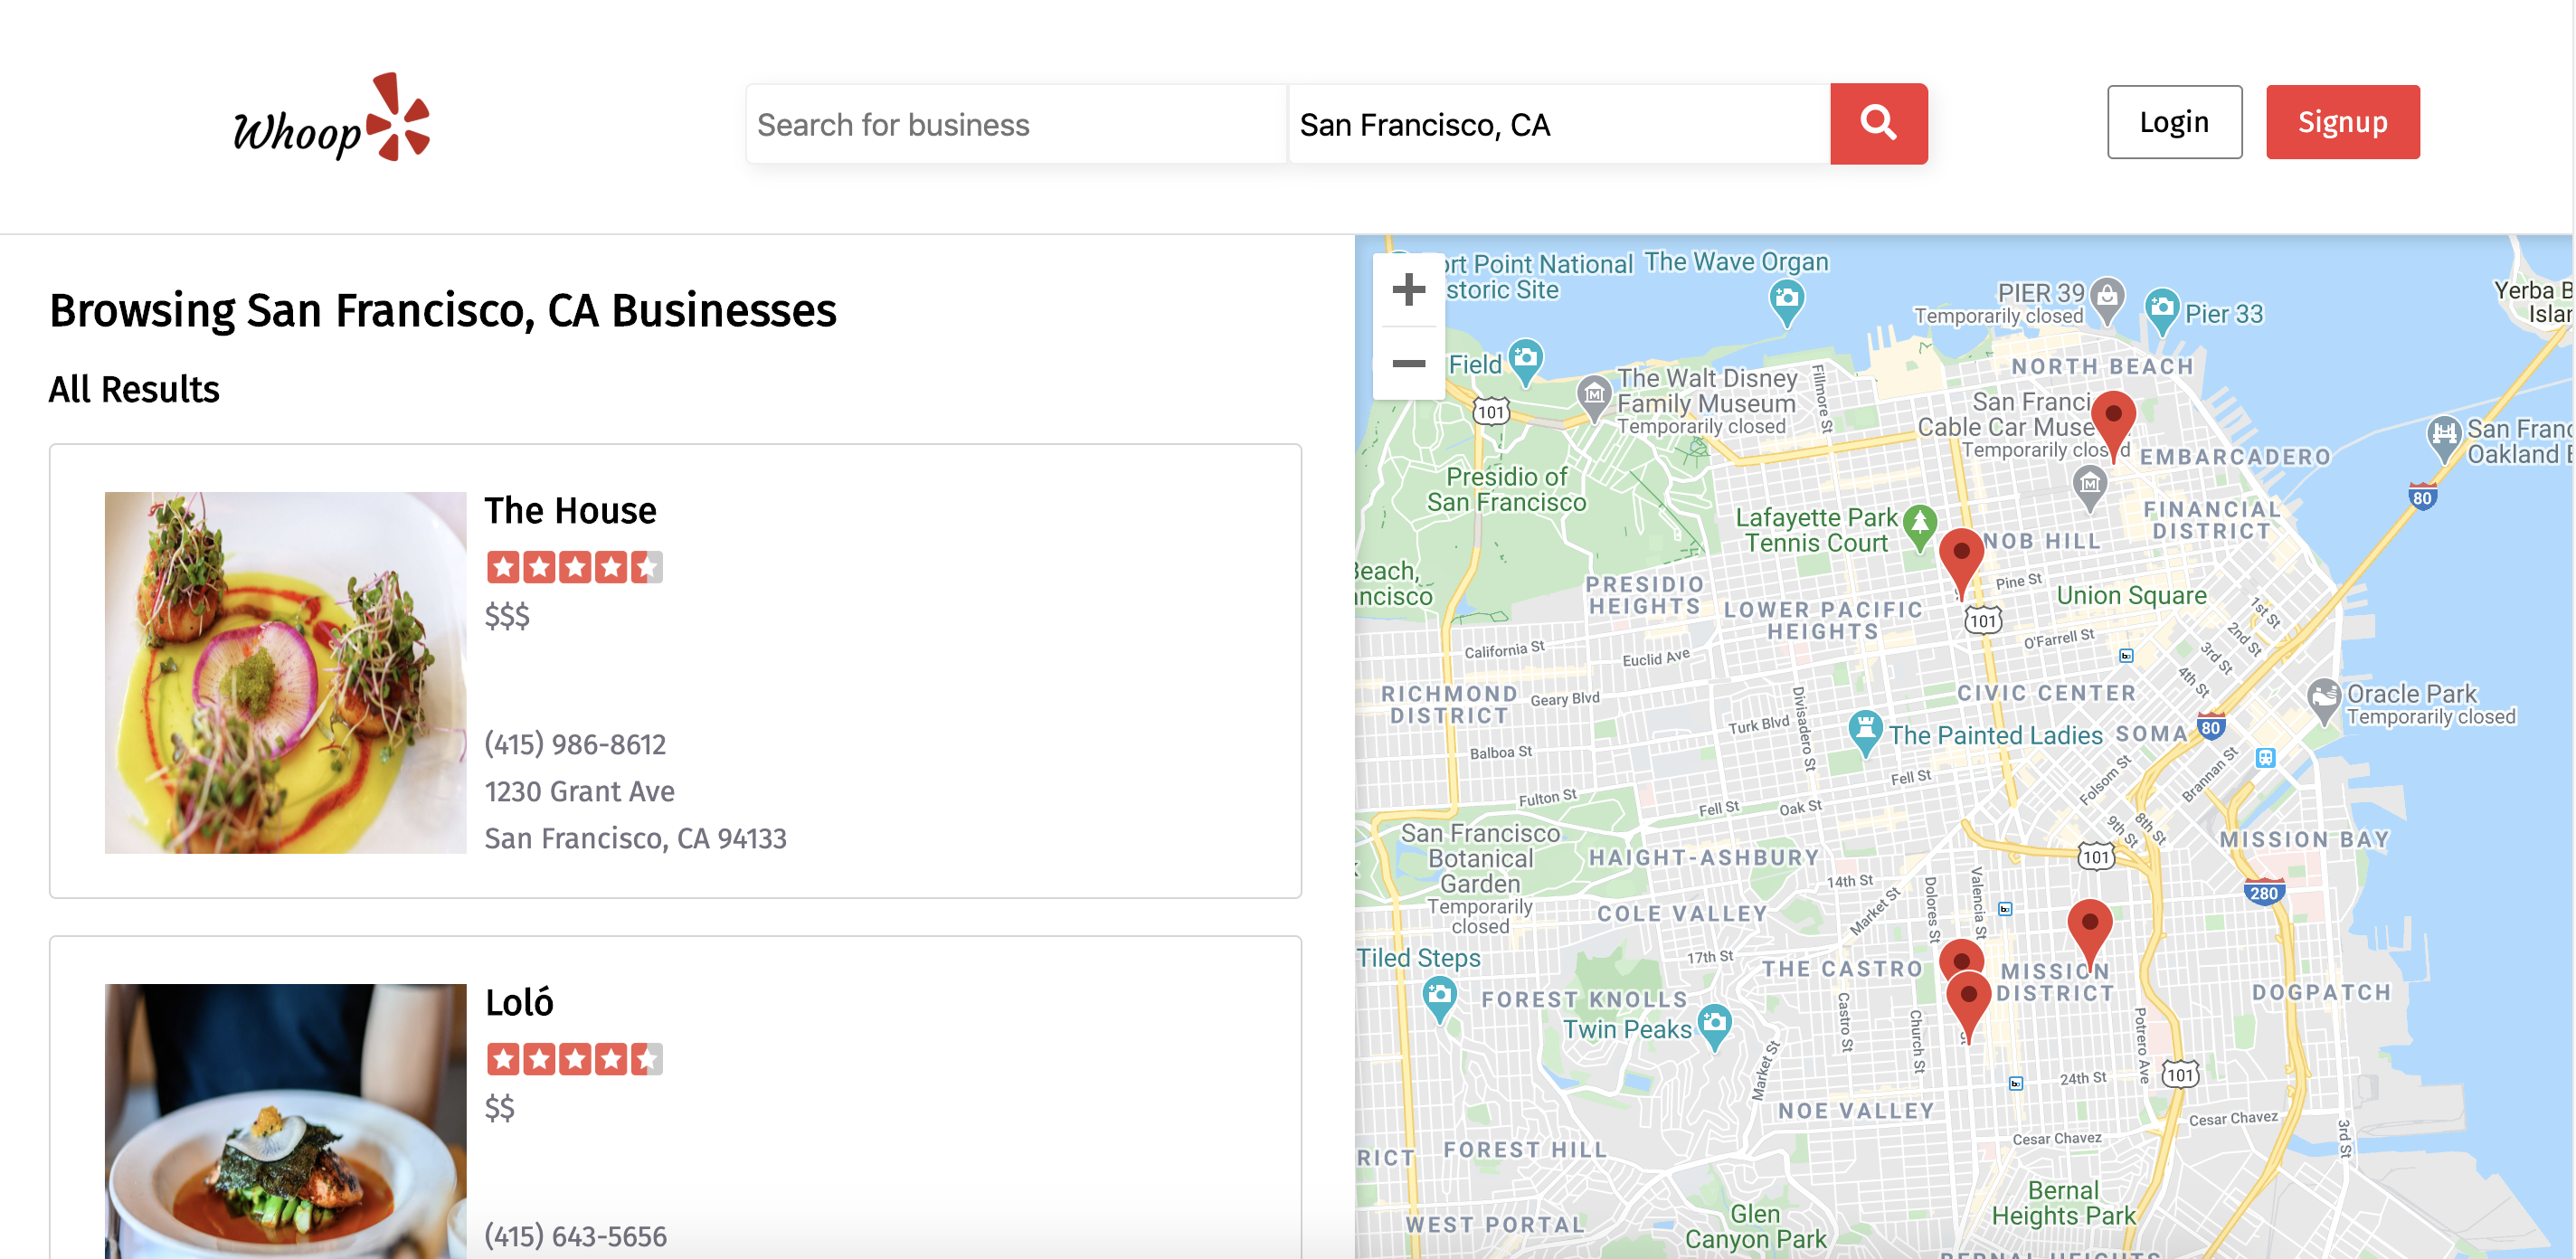 Whoop
Search for business
San Francisco, CA
Login
Signup
Browsing San Francisco, CA Businesses
All Results
The House
$$$
(415) 986-8612
1230 Grant Ave
San Francisco, CA 94133
Loló
$$
(415) 643-5656
ort Point National
storic Site
The Wave Organ
PIER 39
Temporarily closed
Pier 33
Yerba B
Islan
Field
The Walt Disney
Family Museum
Temporarily closed
101
Fillmore St
NORTH BEACH
San Franci
Cable Car Muse
Temporarily closed
EMBARCADERO
San Franc
Oakland B
80
Presidio of
San Francisco
Lafayette Park
Tennis Court
NOB HILL
FINANCIAL
DISTRICT
Beach,
ancisco
PRESIDIO
HEIGHTS
LOWER PACIFIC
HEIGHTS
Pine St
Union Square
101
1st St
2nd St
3rd St
4th St
O'Farrell St
California St
Euclid Ave
RICHMOND
DISTRICT
Geary Blvd
Divisadero St
CIVIC CENTER
Oracle Park
Temporarily closed
Turk Blvd
The Painted Ladies
SOMA
80
Balboa St
Fell St
Folsom St
Brannan St
Fulton St
Fell St
Oak St
9th St
8th St
San Francisco
Botanical
Garden
Temporarily
closed
HAIGHT-ASHBURY
101
MISSION BAY
14th St
Market St
Dolores St
Valencia St
280
COLE VALLEY
Tiled Steps
17th St
THE CASTRO
MISSION
DISTRICT
DOGPATCH
FOREST KNOLLS
Twin Peaks
Castro St
Church St
Potrero Ave
Market St
24th St
101
NOE VALLEY
Cesar Chavez
Cesar Chavez
3rd St
RICT
FOREST HILL
Bernal
Heights Park
WEST PORTAL
Glen
Canyon Park
BERNAL HEIGHTS